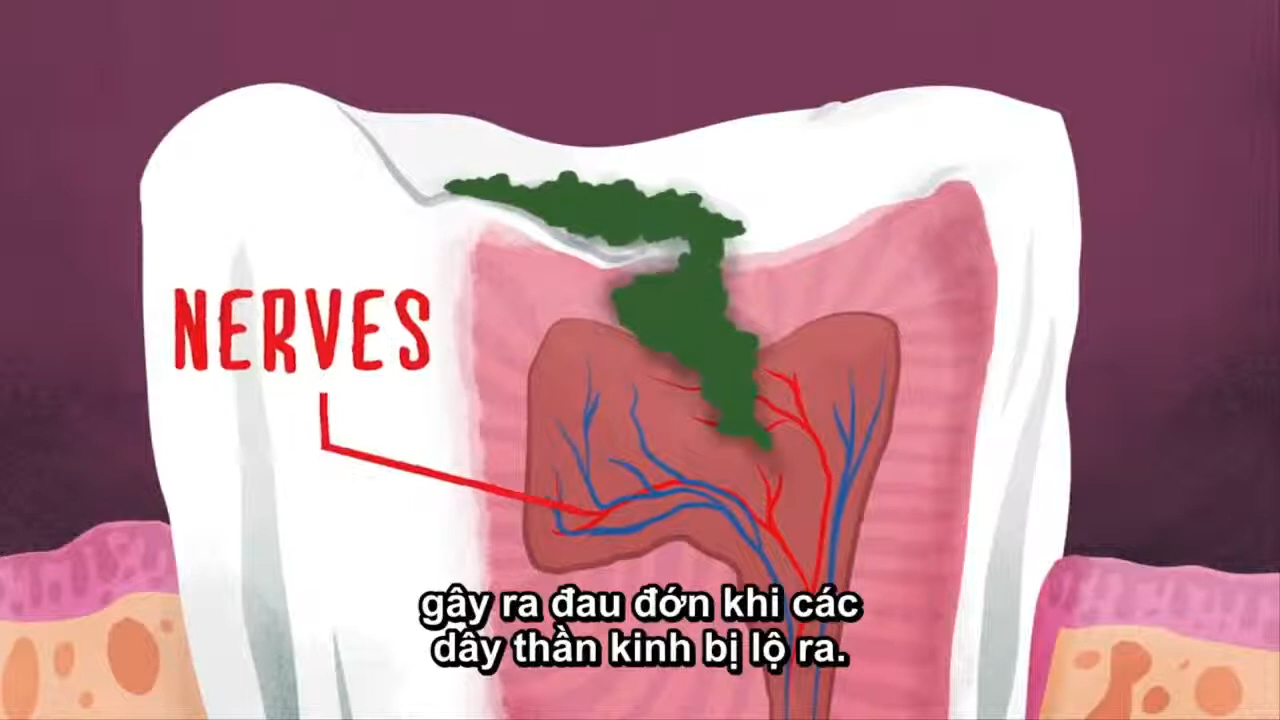 NERVES
gây ra đau đớn khi các
dây thần kinh bị lộ ra.